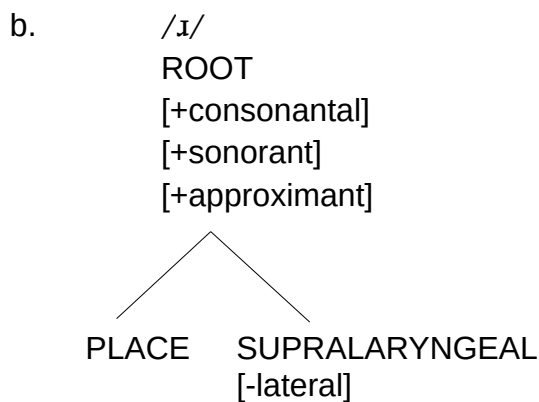 b. /ɹ/
ROOT
[+consonantal]
[+sonorant]
[+approximant]
PLACE SUPRALARYNGEAL
[-lateral]